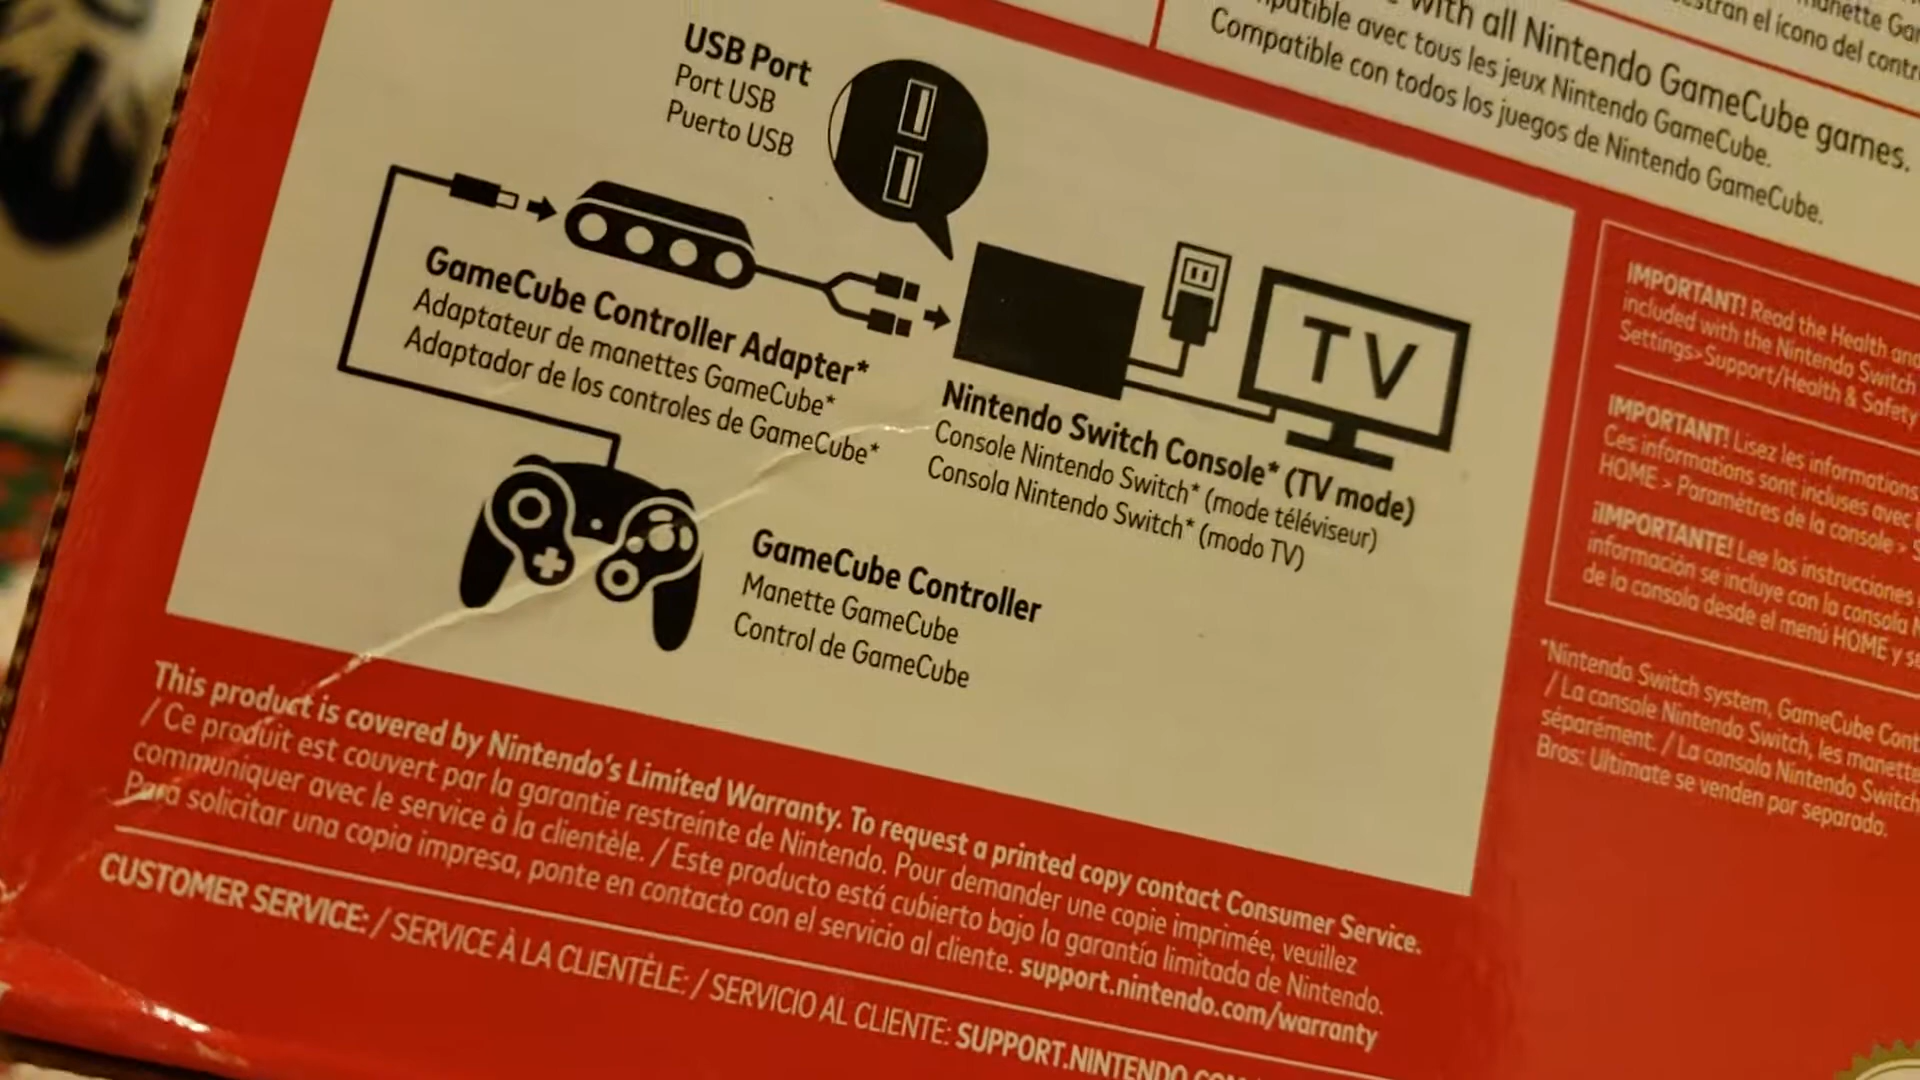 with all Nintendo GameCube games.
compatible avec tous les jeux Nintendo GameCube.
Compatible con todos los juegos de Nintendo GameCube.
manette
el ícono del
USB Port
Port USB
Puerto USB
GameCube Controller Adapter*
Adaptateur de manettes GameCube*
Adaptador de los controles de GameCube*
TV
Nintendo Switch Console* (TV mode)
Console Nintendo Switch* (mode téléviseur)
Consola Nintendo Switch* (modo TV)
GameCube Controller
Manette GameCube
Control de GameCube
IMPORTANT! Read the Health and
included with the Nintendo Switch
Settings>Support/Health & Safety
IMPORTANT! Lisez les informations
Ces informations sont incluses avec
HOME > Paramètres de la console >
¡IMPORTANTE! Lee las instrucciones
información se incluye con la consola
de la consola desde el menú HOME y
*Nintendo Switch system, GameCube
/ La console Nintendo Switch, les manette
séparément. / La consola Nintendo Switch
Bros: Ultimate se venden por separado.
This product is covered by Nintendo's Limited Warranty. To request a printed copy contact Consumer Service.
/ Ce produit est couvert par la garantie restreinte de Nintendo. Pour demander une copie imprimée, veuillez
communiquer avec le service à la clientèle. / Este producto está cubierto bajo la garantía limitada de Nintendo.
Para solicitar una copia impresa, ponte en contacto con el servicio al cliente. support.nintendo.com/warranty
CUSTOMER SERVICE: / SERVICE À LA CLIENTÈLE: / SERVICIO AL CLIENTE: SUPPORT.NINTENDO.COM